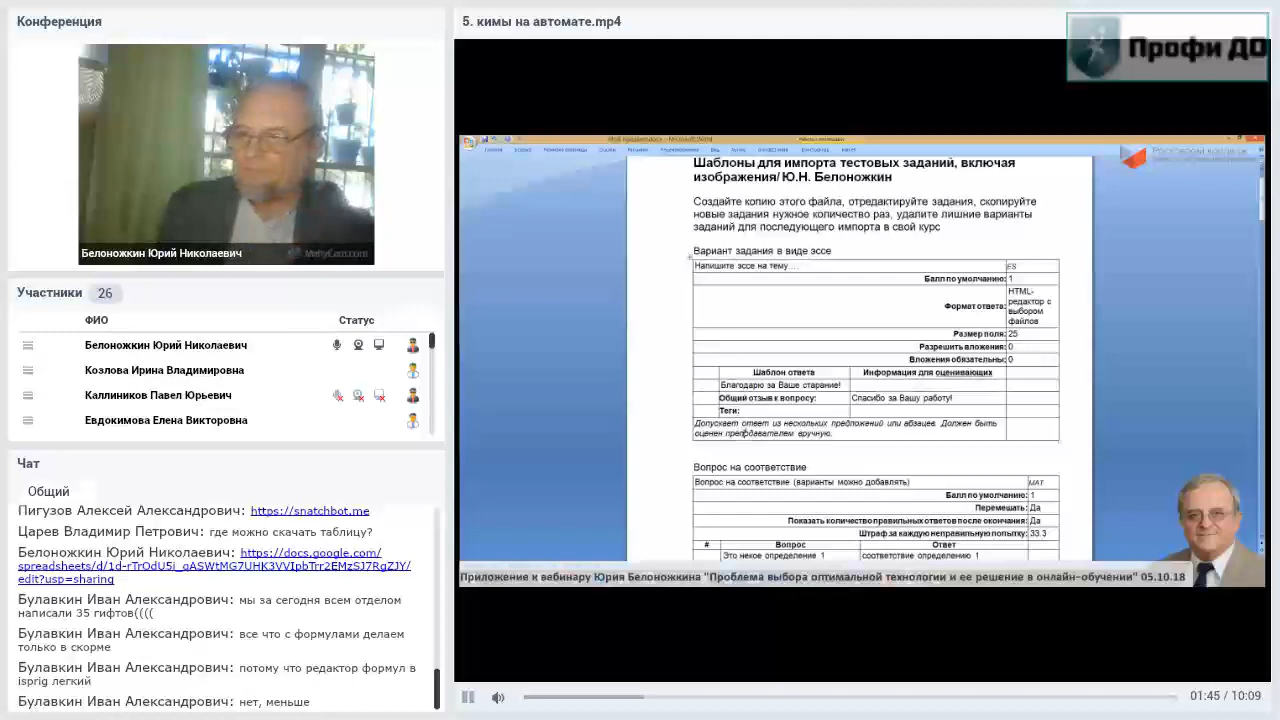 Конференция
Белоножкин Юрий Николаевич
ManyCam.com
Участники 26
ФИО Статус
Белоножкин Юрий Николаевич
Козлова Ирина Владимировна
Каллиников Павел Юрьевич
Евдокимова Елена Викторовна
Чат
Общий
Пигузов Алексей Александрович: https://snatchbot.me
Царев Владимир Петрович: где можно скачать таблицу?
Белоножкин Юрий Николаевич: https://docs.google.com/
spreadsheets/d/1d-rTrOdU5i_qASWtMG7UHK3VVIpbTrr2EMzSJ7RgZJY/
edit?usp=sharing
Булавкин Иван Александрович: мы за сегодня всем отделом
написали 35 гифтов((((
Булавкин Иван Александрович: все что с формулами делаем
только в скорме
Булавкин Иван Александрович: потому что редактор формул в
isprig легкий
Булавкин Иван Александрович: нет, меньше
5. кимы на автомате.mp4
Профи ДО
Шаблоны для импорта тестовых заданий, включая
изображения/ Ю.Н. Белоножкин
Создайте копию этого файла, отредактируйте задания, скопируйте
новые задания нужное количество раз, удалите лишние варианты
заданий для последующего импорта в свой курс
Вариант задания в виде эссе
Напишите эссе на тему.... ES
Балл по умолчанию: 1
Формат ответа: HTML-
редактор с
выбором
файлов
Размер поля: 25
Разрешить вложения: 0
Вложения обязательны: 0
Шаблон ответа Информация для оценивающих
Благодарю за Ваше старание!
Общий отзыв к вопросу: Спасибо за Вашу работу!
Теги:
Допускает ответ из нескольких предложений или абзацев. Должен быть
оценен преподавателем вручную.
Вопрос на соответствие
Вопрос на соответствие (варианты можно добавлять) MAT
Балл по умолчанию: 1
Перемешать: Да
Показать количество правильных ответов после окончания: Да
Штраф за каждую неправильную попытку: 33.3
# Вопрос Ответ
Это некое определение 1 соответствие определению 1
Приложение к вебинару Юрия Белоножкина "Проблема выбора оптимальной технологии и ее решение в онлайн-обучении" 05.10.18
01:45 / 10:09